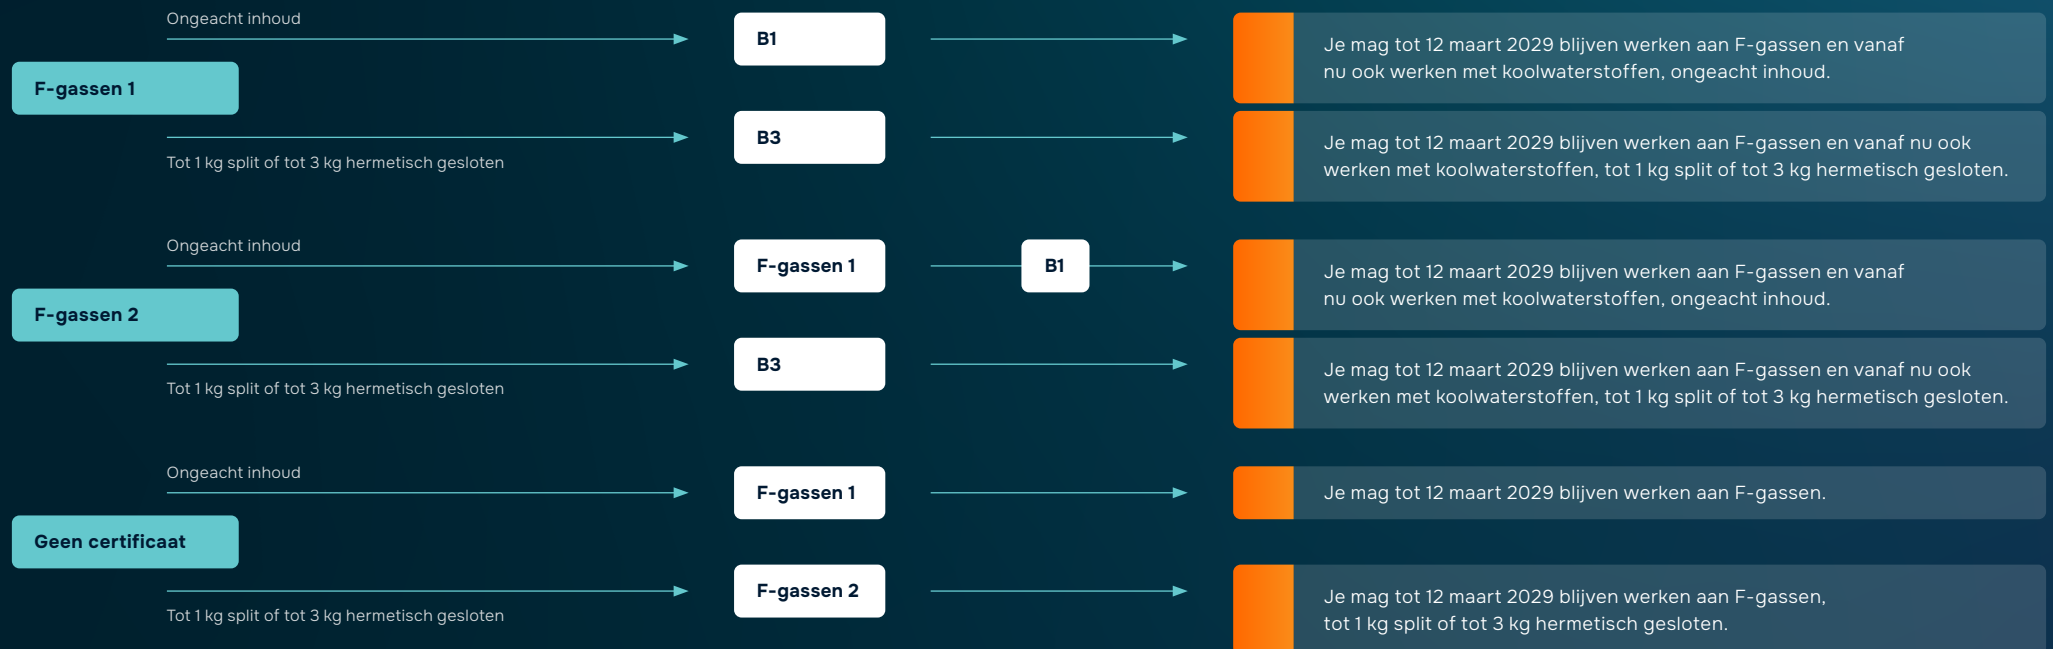 Ongeacht inhoud
B1
Je mag tot 12 maart 2029 blijven werken aan F-gassen en vanaf
nu ook werken met koolwaterstoffen, ongeacht inhoud.
F-gassen 1
B3
Je mag tot 12 maart 2029 blijven werken aan F-gassen en vanaf nu ook
werken met koolwaterstoffen, tot 1 kg split of tot 3 kg hermetisch gesloten.
Tot 1 kg split of tot 3 kg hermetisch gesloten
Ongeacht inhoud
F-gassen 1
B1
Je mag tot 12 maart 2029 blijven werken aan F-gassen en vanaf
nu ook werken met koolwaterstoffen, ongeacht inhoud.
F-gassen 2
B3
Je mag tot 12 maart 2029 blijven werken aan F-gassen en vanaf nu ook
werken met koolwaterstoffen, tot 1 kg split of tot 3 kg hermetisch gesloten.
Tot 1 kg split of tot 3 kg hermetisch gesloten
Ongeacht inhoud
F-gassen 1
Je mag tot 12 maart 2029 blijven werken aan F-gassen.
Geen certificaat
F-gassen 2
Je mag tot 12 maart 2029 blijven werken aan F-gassen,
tot 1 kg split of tot 3 kg hermetisch gesloten.
Tot 1 kg split of tot 3 kg hermetisch gesloten